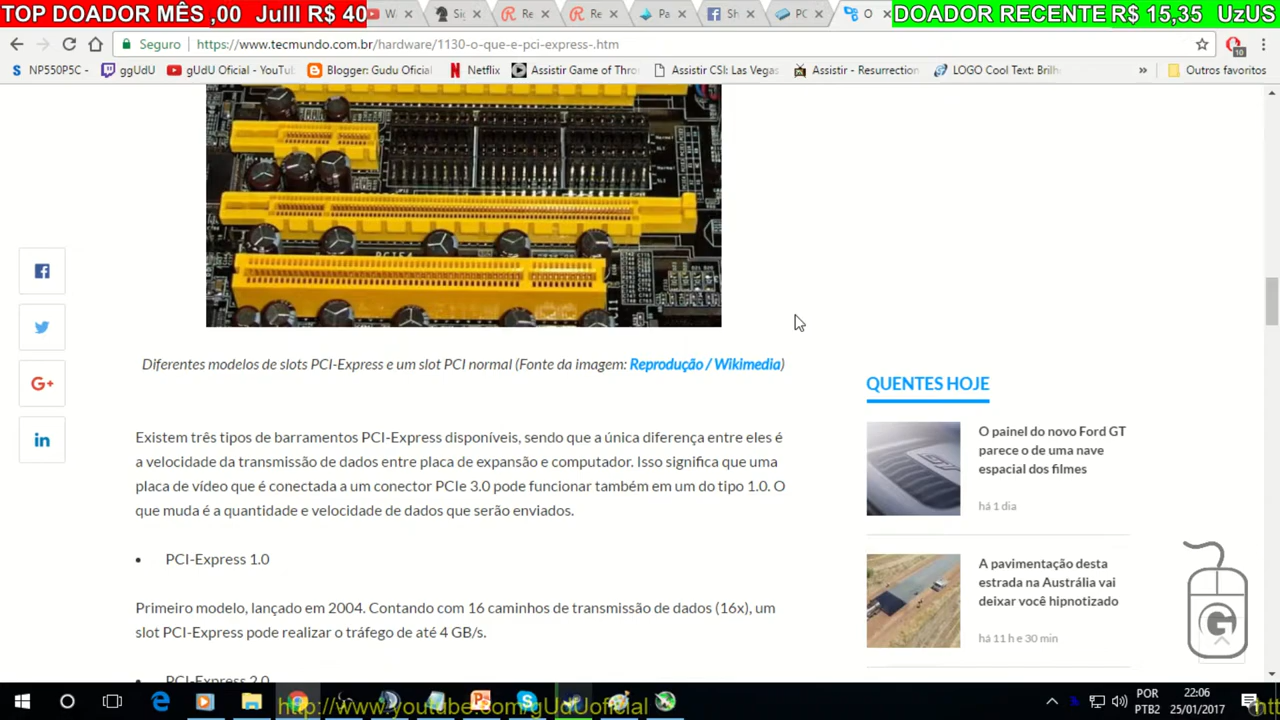 TOP DOADOR MÊS ,00 Julll R$ 40
DOADOR RECENTE R$ 15,35 UzUS
Seguro https://www.tecmundo.com.br/hardware/1130-o-que-e-pci-express-.htm
NP550P5C - ggUdU gUdU Oficial - YouTu Blogger: Gudu Oficial Netflix Assistir Game of Thro Assistir CSI: Las Vegas Assistir - Resurrection LOGO Cool Text: Brilh » Outros favoritos
Diferentes modelos de slots PCI-Express e um slot PCI normal (Fonte da imagem: Reprodução / Wikimedia)
Existem três tipos de barramentos PCI-Express disponíveis, sendo que a única diferença entre eles é
a velocidade da transmissão de dados entre placa de expansão e computador. Isso significa que uma
placa de vídeo que é conectada a um conector PCIe 3.0 pode funcionar também em um do tipo 1.0. O
que muda é a quantidade e velocidade de dados que serão enviados.
• PCI-Express 1.0
Primeiro modelo, lançado em 2004. Contando com 16 caminhos de transmissão de dados (16x), um
slot PCI-Express pode realizar o tráfego de até 4 GB/s.
• PCI-Express 2.0
QUENTES HOJE
O painel do novo Ford GT
parece o de uma nave
espacial dos filmes
há 1 dia
A pavimentação desta
estrada na Austrália vai
deixar você hipnotizado
há 11 h e 30 min
http://www.youtube.com/gUdUoficial
POR
PTB2
22:06
25/01/2017